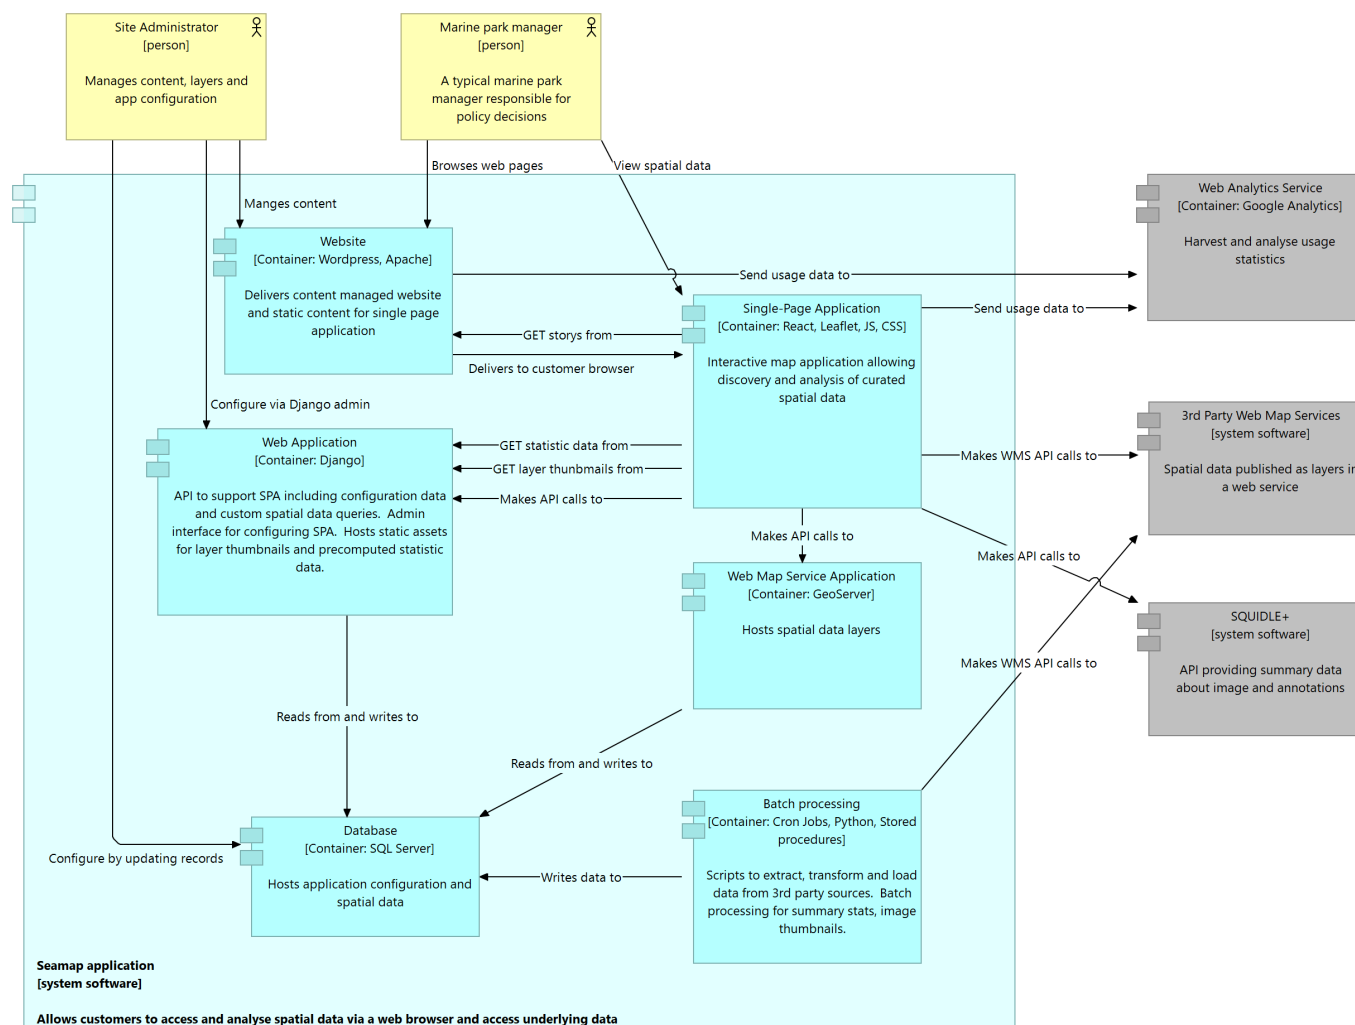 Site Administrator
[person]
Manages content, layers and
app configuration
Marine park manager
[person]
A typical marine park
manager responsible for
policy decisions
Browses web pages
View spatial data
Manges content
Web Analytics Service
[Container: Google Analytics]
Harvest and analyse usage
statistics
Website
[Container: Wordpress, Apache]
Delivers content managed website
and static content for single page
application
Send usage data to
Single-Page Application
[Container: React, Leaflet, JS, CSS]
Interactive map application allowing
discovery and analysis of curated
spatial data
Send usage data to
GET storys from
Delivers to customer browser
Configure via Django admin
Web Application
[Container: Django]
API to support SPA including configuration data
and custom spatial data queries.  Admin
interface for configuring SPA.  Hosts static assets
for layer thumbnails and precomputed statistic
data.
GET statistic data from
GET layer thunbmails from
Makes API calls to
Makes WMS API calls to
3rd Party Web Map Services
[system software]
Spatial data published as layers in
a web service
Makes API calls to
Makes API calls to
Web Map Service Application
[Container: GeoServer]
Hosts spatial data layers
SQUIDLE+
[system software]
API providing summary data
about image and annotations
Makes WMS API calls to
Reads from and writes to
Reads from and writes to
Database
[Container: SQL Server]
Hosts application configuration and
spatial data
Configure by updating records
Writes data to
Batch processing
[Container: Cron Jobs, Python, Stored
procedures]
Scripts to extract, transform and load
data from 3rd party sources.  Batch
processing for summary stats, image
thumbnails.
Seamap application
[system software]
Allows customers to access and analyse spatial data via a web browser and access underlying data